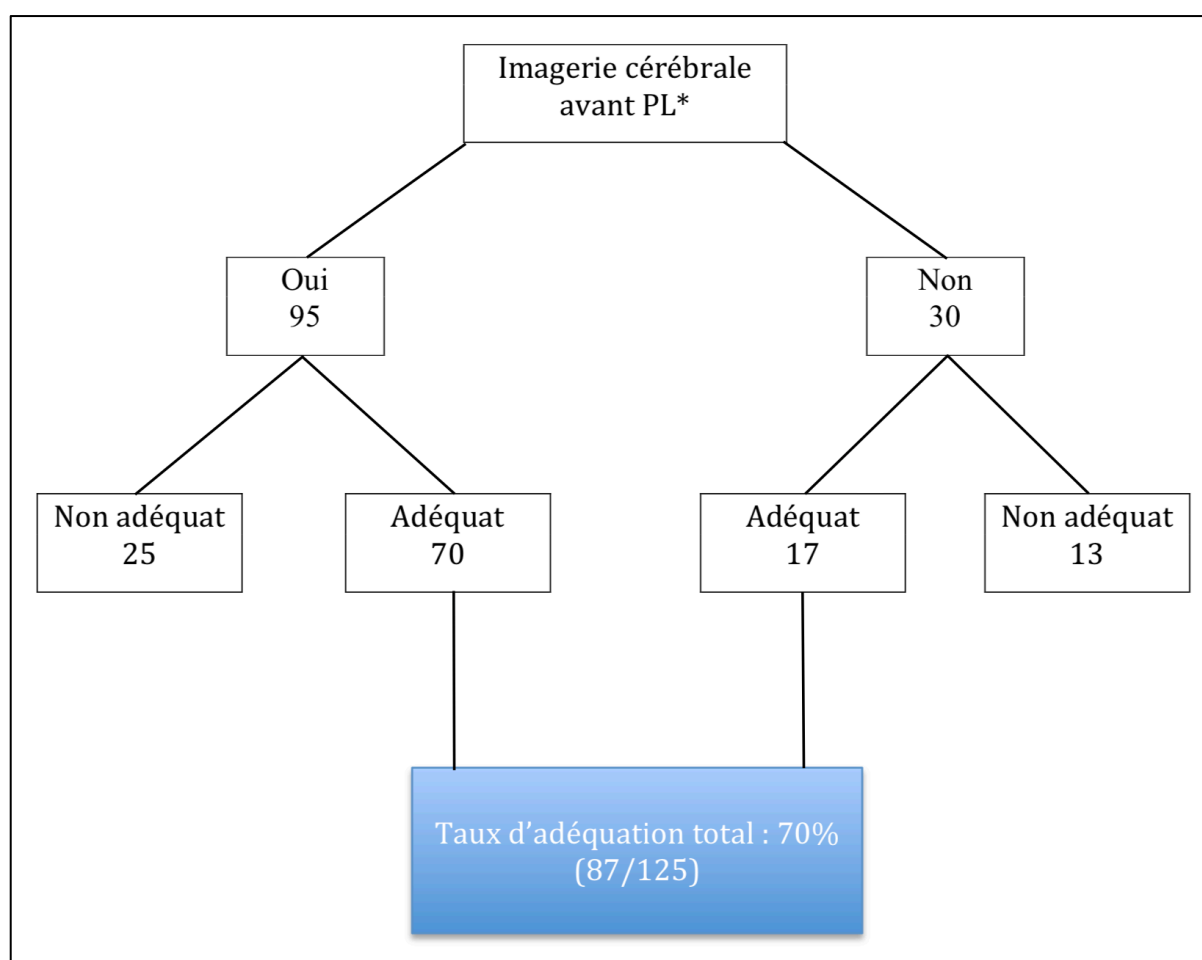 Imagerie cérébrale
avant PL*
Oui
95
Non
30
Non adéquat
25
Adéquat
70
Adéquat
17
Non adéquat
13
Taux d’adéquation total : 70%
(87/125)